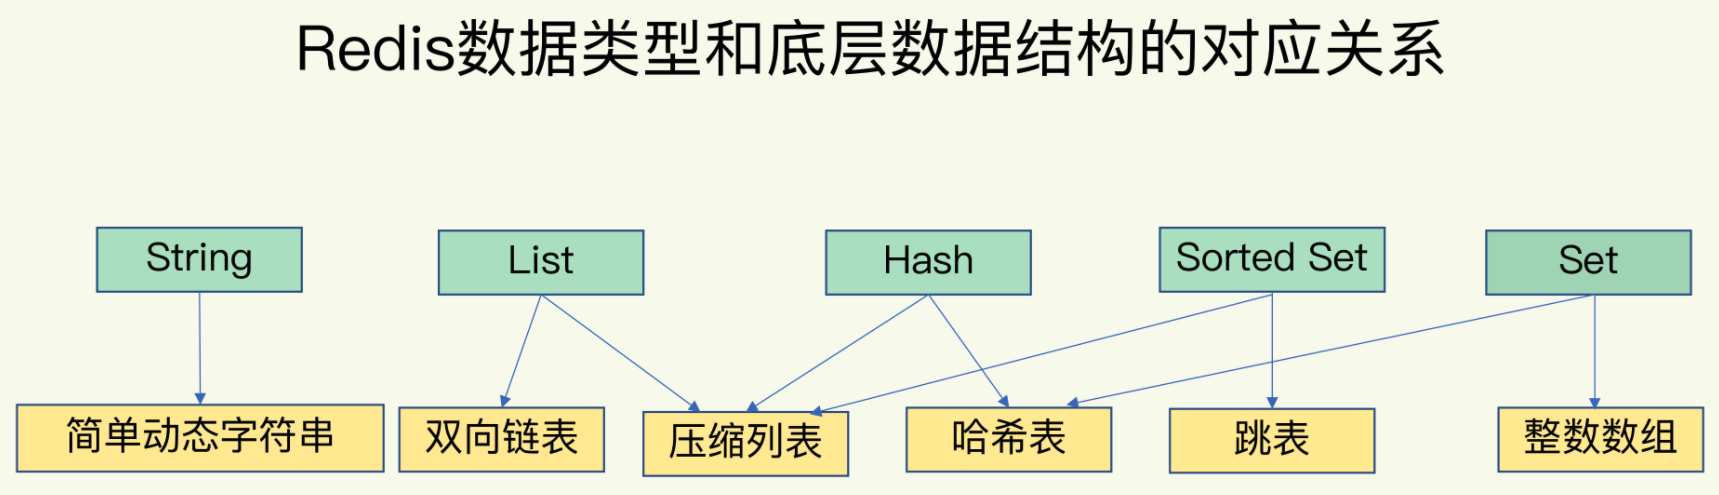 Redis数据类型和底层数据结构的对应关系
String
List
Hash
Sorted Set
Set
简单动态字符串
双向链表
压缩列表
哈希表
跳表
整数数组